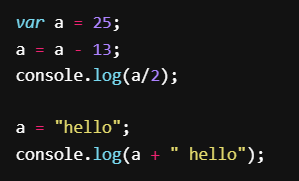 var a = 25;
a = a - 13;
console.log(a/2);

a = "hello";
console.log(a + " hello");